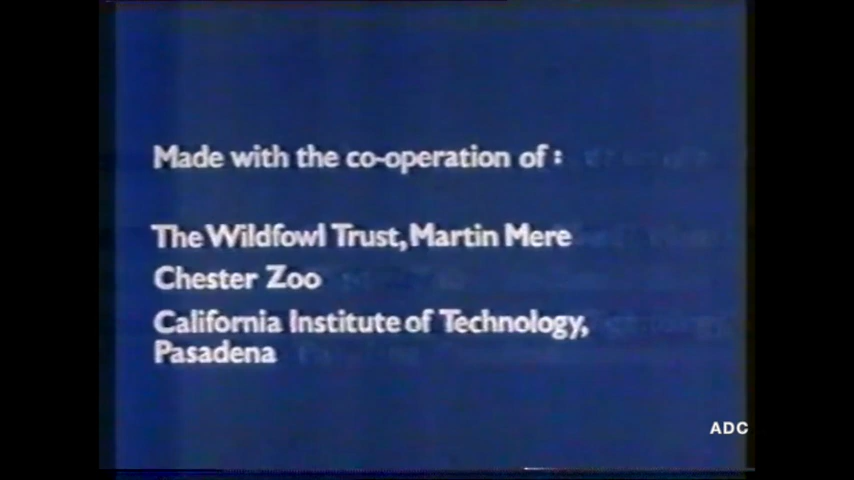 Made with the co-operation of :
The Wildfowl Trust, Martin Mere
Chester Zoo
California Institute of Technology,
Pasadena
ADC